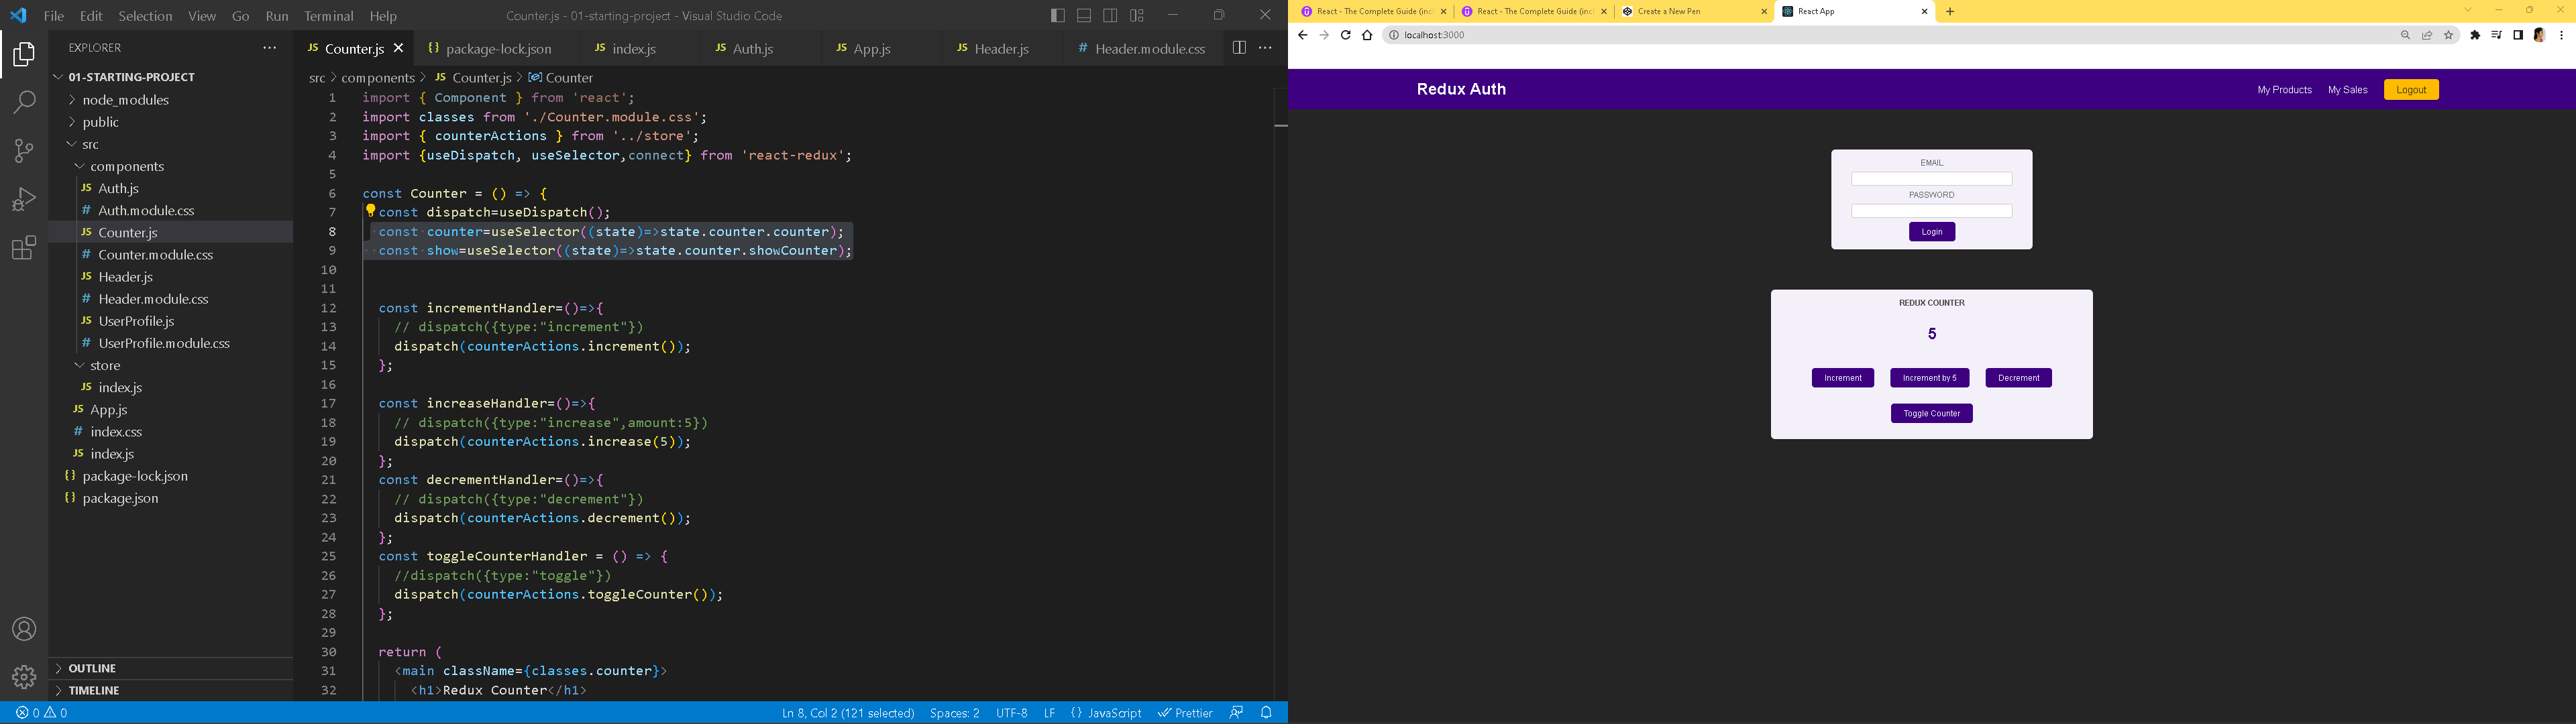 File Edit Selection View Go Run Terminal Help
Counter.js - 01-starting-project - Visual Studio Code
EXPLORER
01-STARTING-PROJECT
node_modules
public
src
components
JS Auth.js
# Auth.module.css
JS Counter.js
# Counter.module.css
JS Header.js
# Header.module.css
JS UserProfile.js
# UserProfile.module.css
store
JS index.js
JS App.js
# index.css
JS index.js
{} package-lock.json
{} package.json
OUTLINE
TIMELINE
JS Counter.js
{} package-lock.json
JS index.js
JS Auth.js
JS App.js
JS Header.js
# Header.module.css
src > components > JS Counter.js > Counter
1 import { Component } from 'react';
2 import classes from './Counter.module.css';
3 import { counterActions } from '../store';
4 import {useDispatch, useSelector,connect} from 'react-redux';
5
6 const Counter = () => {
7 const dispatch=useDispatch();
8 const counter=useSelector((state)=>state.counter.counter);
9 const show=useSelector((state)=>state.counter.showCounter);
10
11
12 const incrementHandler=()=>{
13 // dispatch({type:"increment"})
14 dispatch(counterActions.increment());
15 };
16
17 const increaseHandler=()=>{
18 // dispatch({type:"increase",amount:5})
19 dispatch(counterActions.increase(5));
20 };
21 const decrementHandler=()=>{
22 // dispatch({type:"decrement"})
23 dispatch(counterActions.decrement());
24 };
25 const toggleCounterHandler = () => {
26 //dispatch({type:"toggle"})
27 dispatch(counterActions.toggleCounter());
28 };
29
30 return (
31 <main className={classes.counter}>
32 <h1>Redux Counter</h1>
0 0
Ln 8, Col 2 (121 selected) Spaces: 2 UTF-8 LF {} JavaScript Prettier
React - The Complete Guide (inc
React - The Complete Guide (inc
Create a New Pen
React App
localhost:3000
Redux Auth
My Products
My Sales
Logout
EMAIL
PASSWORD
Login
REDUX COUNTER
5
Increment
Increment by 5
Decrement
Toggle Counter